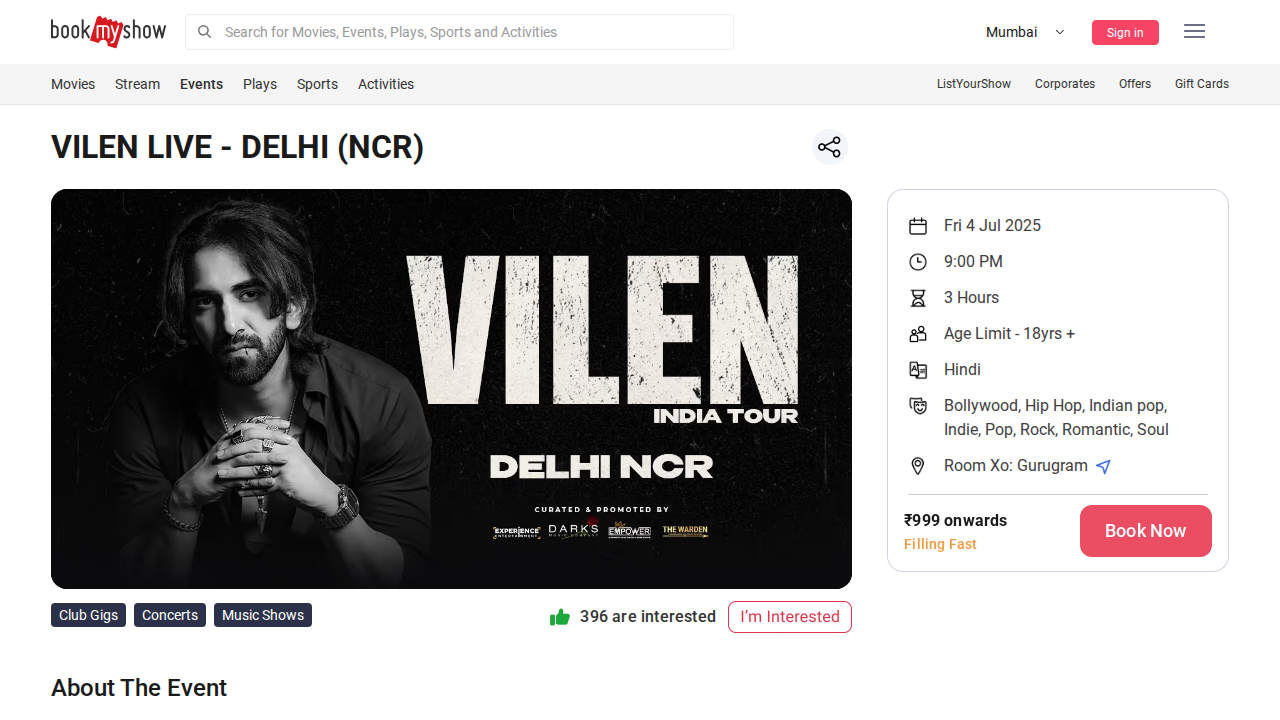 bookmyshow
Search for Movies, Events, Plays, Sports and Activities
Mumbai
Sign in
Movies Stream Events Plays Sports Activities
ListYourShow Corporates Offers Gift Cards
VILEN LIVE - DELHI (NCR)
VILEN
INDIA TOUR
DELHI NCR
CURATED & PROMOTED BY
EXPERIENCE
ENTERTAINMENT
DARKS
MUSIC COMPANY
EMPOWER
THE WARDEN
Fri 4 Jul 2025
9:00 PM
3 Hours
Age Limit - 18yrs +
Hindi
Bollywood, Hip Hop, Indian pop,
Indie, Pop, Rock, Romantic, Soul
Room Xo: Gurugram
₹999 onwards
Filling Fast
Book Now
Club Gigs Concerts Music Shows
396 are interested
I'm Interested
About The Event